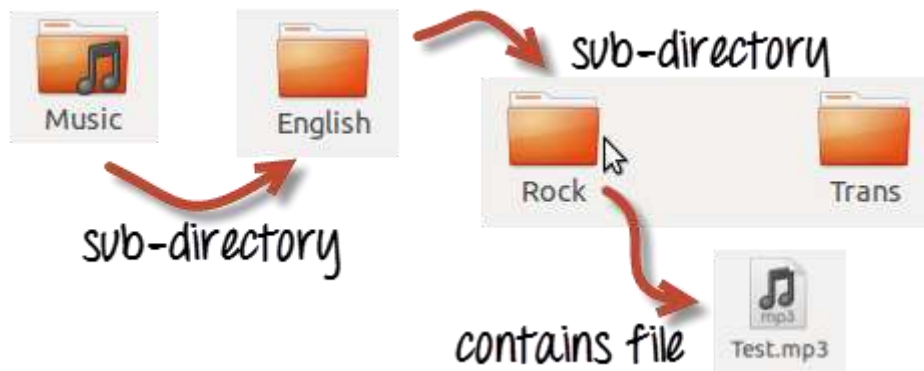 Music
sub-directory
English
sub-directory
Rock
Trans
contains file
mp3
Test.mp3